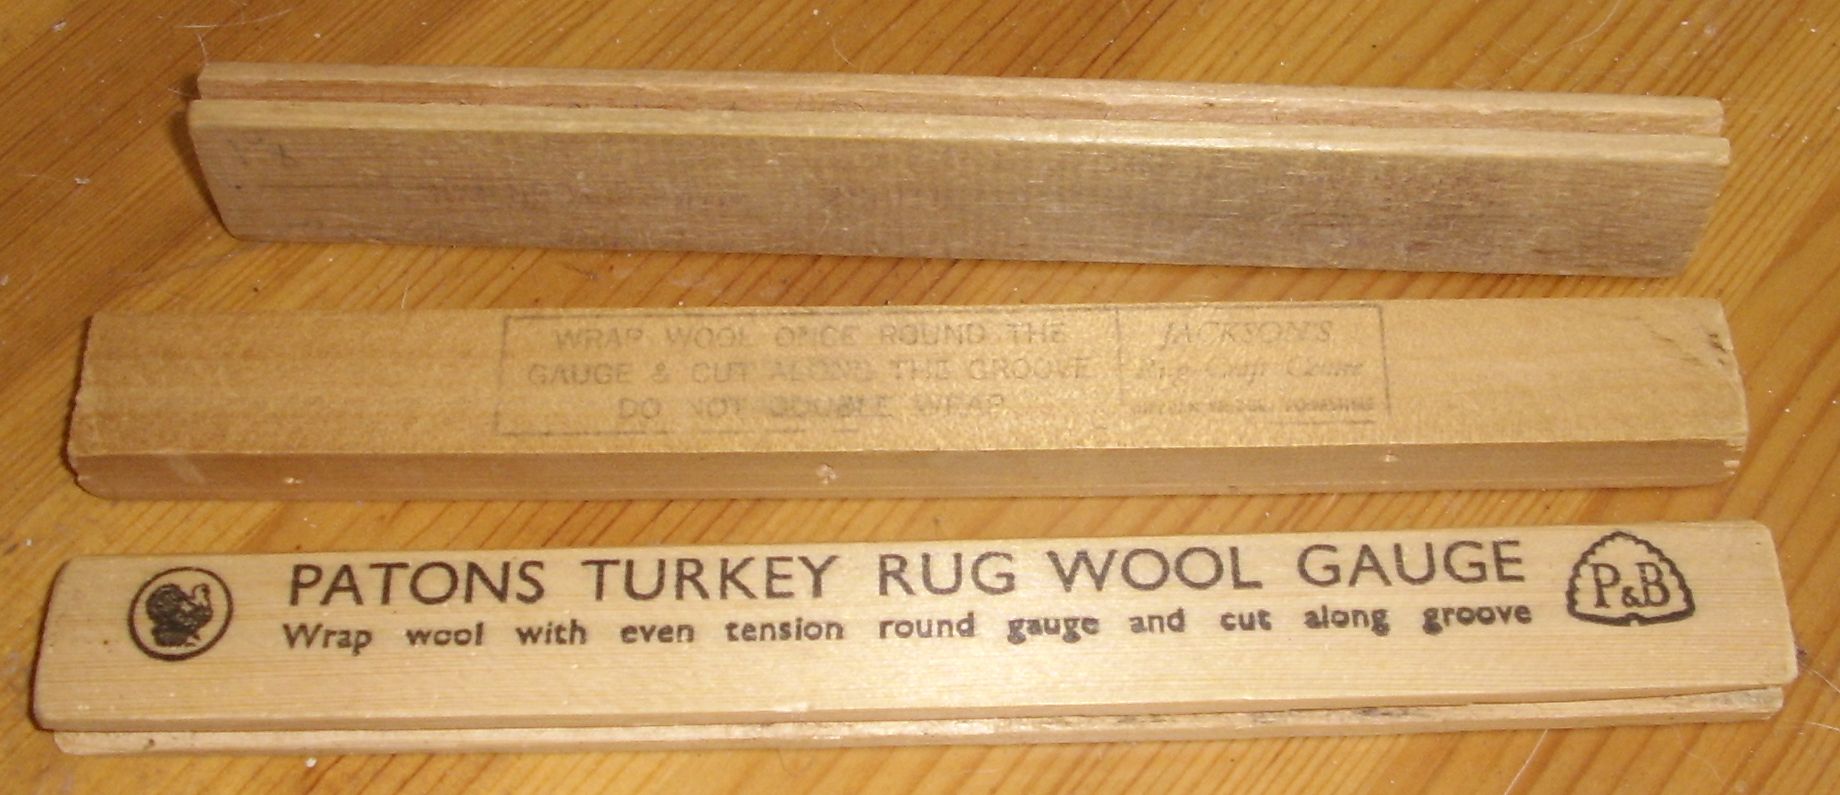 WRAP WOOL ONCE ROUND THE
GAUGE & CUT ALONG THE GROOVE
DO NOT DOUBLE WRAP
JACKSON'S
Rug Craft Centre
YORKSHIRE
PATONS TURKEY RUG WOOL GAUGE
Wrap wool with even tension round gauge and cut along groove
P&B